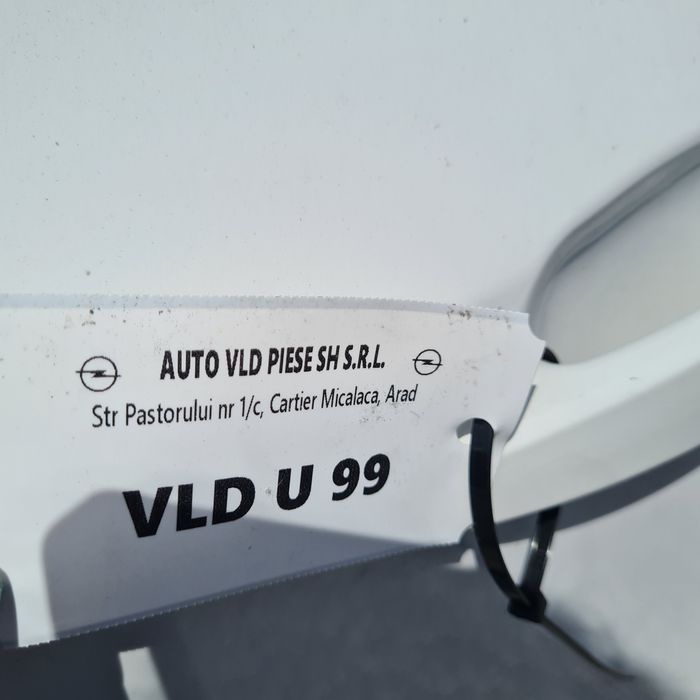 AUTO VLD PIESE SH S.R.L.
Str Pastorului nr 1/c, Cartier Micalaca, Arad
VLD U 99